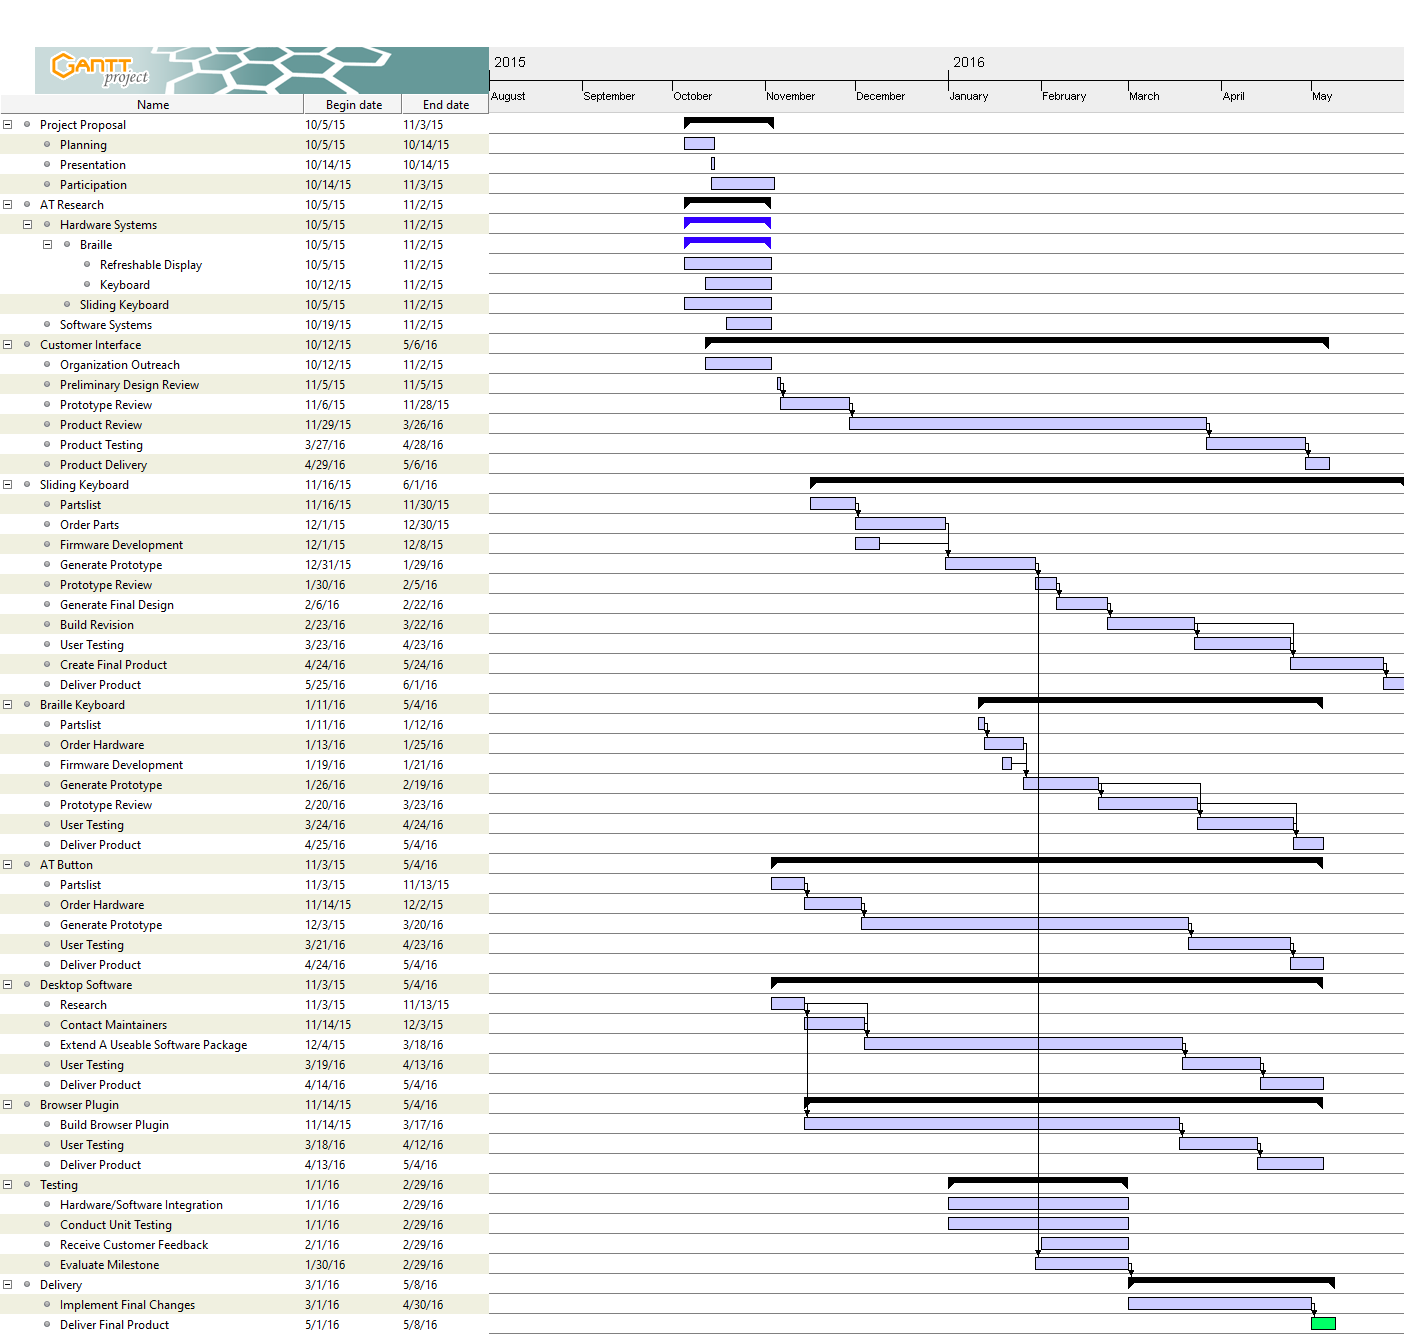 GANTT
project
2015 2016
August September October November December January February March April May
Name Begin date End date
Project Proposal 10/5/15 11/3/15
Planning 10/5/15 10/14/15
Presentation 10/14/15 10/14/15
Participation 10/14/15 11/3/15
AT Research 10/5/15 11/2/15
Hardware Systems 10/5/15 11/2/15
Braille 10/5/15 11/2/15
Refreshable Display 10/5/15 11/2/15
Keyboard 10/12/15 11/2/15
Sliding Keyboard 10/5/15 11/2/15
Software Systems 10/19/15 11/2/15
Customer Interface 10/12/15 5/6/16
Organization Outreach 10/12/15 11/2/15
Preliminary Design Review 11/5/15 11/5/15
Prototype Review 11/6/15 11/28/15
Product Review 11/29/15 3/26/16
Product Testing 3/27/16 4/28/16
Product Delivery 4/29/16 5/6/16
Sliding Keyboard 11/16/15 6/1/16
Partslist 11/16/15 11/30/15
Order Parts 12/1/15 12/30/15
Firmware Development 12/1/15 12/8/15
Generate Prototype 12/31/15 1/29/16
Prototype Review 1/30/16 2/5/16
Generate Final Design 2/6/16 2/22/16
Build Revision 2/23/16 3/22/16
User Testing 3/23/16 4/23/16
Create Final Product 4/24/16 5/24/16
Deliver Product 5/25/16 6/1/16
Braille Keyboard 1/11/16 5/4/16
Partslist 1/11/16 1/12/16
Order Hardware 1/13/16 1/25/16
Firmware Development 1/19/16 1/21/16
Generate Prototype 1/26/16 2/19/16
Prototype Review 2/20/16 3/23/16
User Testing 3/24/16 4/24/16
Deliver Product 4/25/16 5/4/16
AT Button 11/3/15 5/4/16
Partslist 11/3/15 11/13/15
Order Hardware 11/14/15 12/2/15
Generate Prototype 12/3/15 3/20/16
User Testing 3/21/16 4/23/16
Deliver Product 4/24/16 5/4/16
Desktop Software 11/3/15 5/4/16
Research 11/3/15 11/13/15
Contact Maintainers 11/14/15 12/3/15
Extend A Useable Software Package 12/4/15 3/18/16
User Testing 3/19/16 4/13/16
Deliver Product 4/14/16 5/4/16
Browser Plugin 11/14/15 5/4/16
Build Browser Plugin 11/14/15 3/17/16
User Testing 3/18/16 4/12/16
Deliver Product 4/13/16 5/4/16
Testing 1/1/16 2/29/16
Hardware/Software Integration 1/1/16 2/29/16
Conduct Unit Testing 1/1/16 2/29/16
Receive Customer Feedback 2/1/16 2/29/16
Evaluate Milestone 1/30/16 2/29/16
Delivery 3/1/16 5/8/16
Implement Final Changes 3/1/16 4/30/16
Deliver Final Product 5/1/16 5/8/16